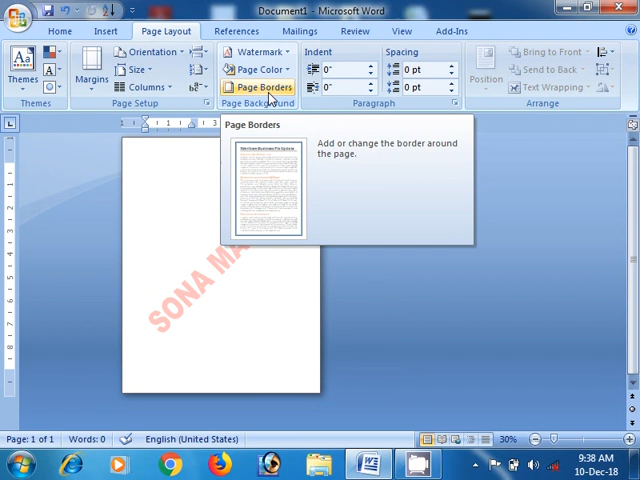 Document1 - Microsoft Word
Home Insert Page Layout References Mailings Review View Add-Ins
Themes
Themes
Margins
Orientation
Size
Columns
Page Setup
Watermark
Page Color
Page Borders
Page Background
Indent
0"
0"
Spacing
0 pt
0 pt
Paragraph
Position
Bring to Front
Send to Back
Text Wrapping
Arrange
Page Borders
Add or change the border around
the page.
SONA
Page: 1 of 1 Words: 0 English (United States) 30%
9:38 AM
10-Dec-18